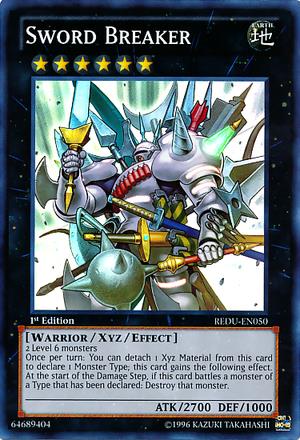 SWORD BREAKER
EARTH
地
1st Edition
REDU-EN050
[WARRIOR / XYZ / EFFECT]
2 Level 6 monsters
Once per turn: You can detach 1 Xyz Material from this card
to declare 1 Monster Type; this card gains the following effect.
At the start of the Damage Step, if this card battles a monster of
a Type that has been declared: Destroy that monster.
ATK/2700 DEF/1000
64689404
©1996 KAZUKI TAKAHASHI